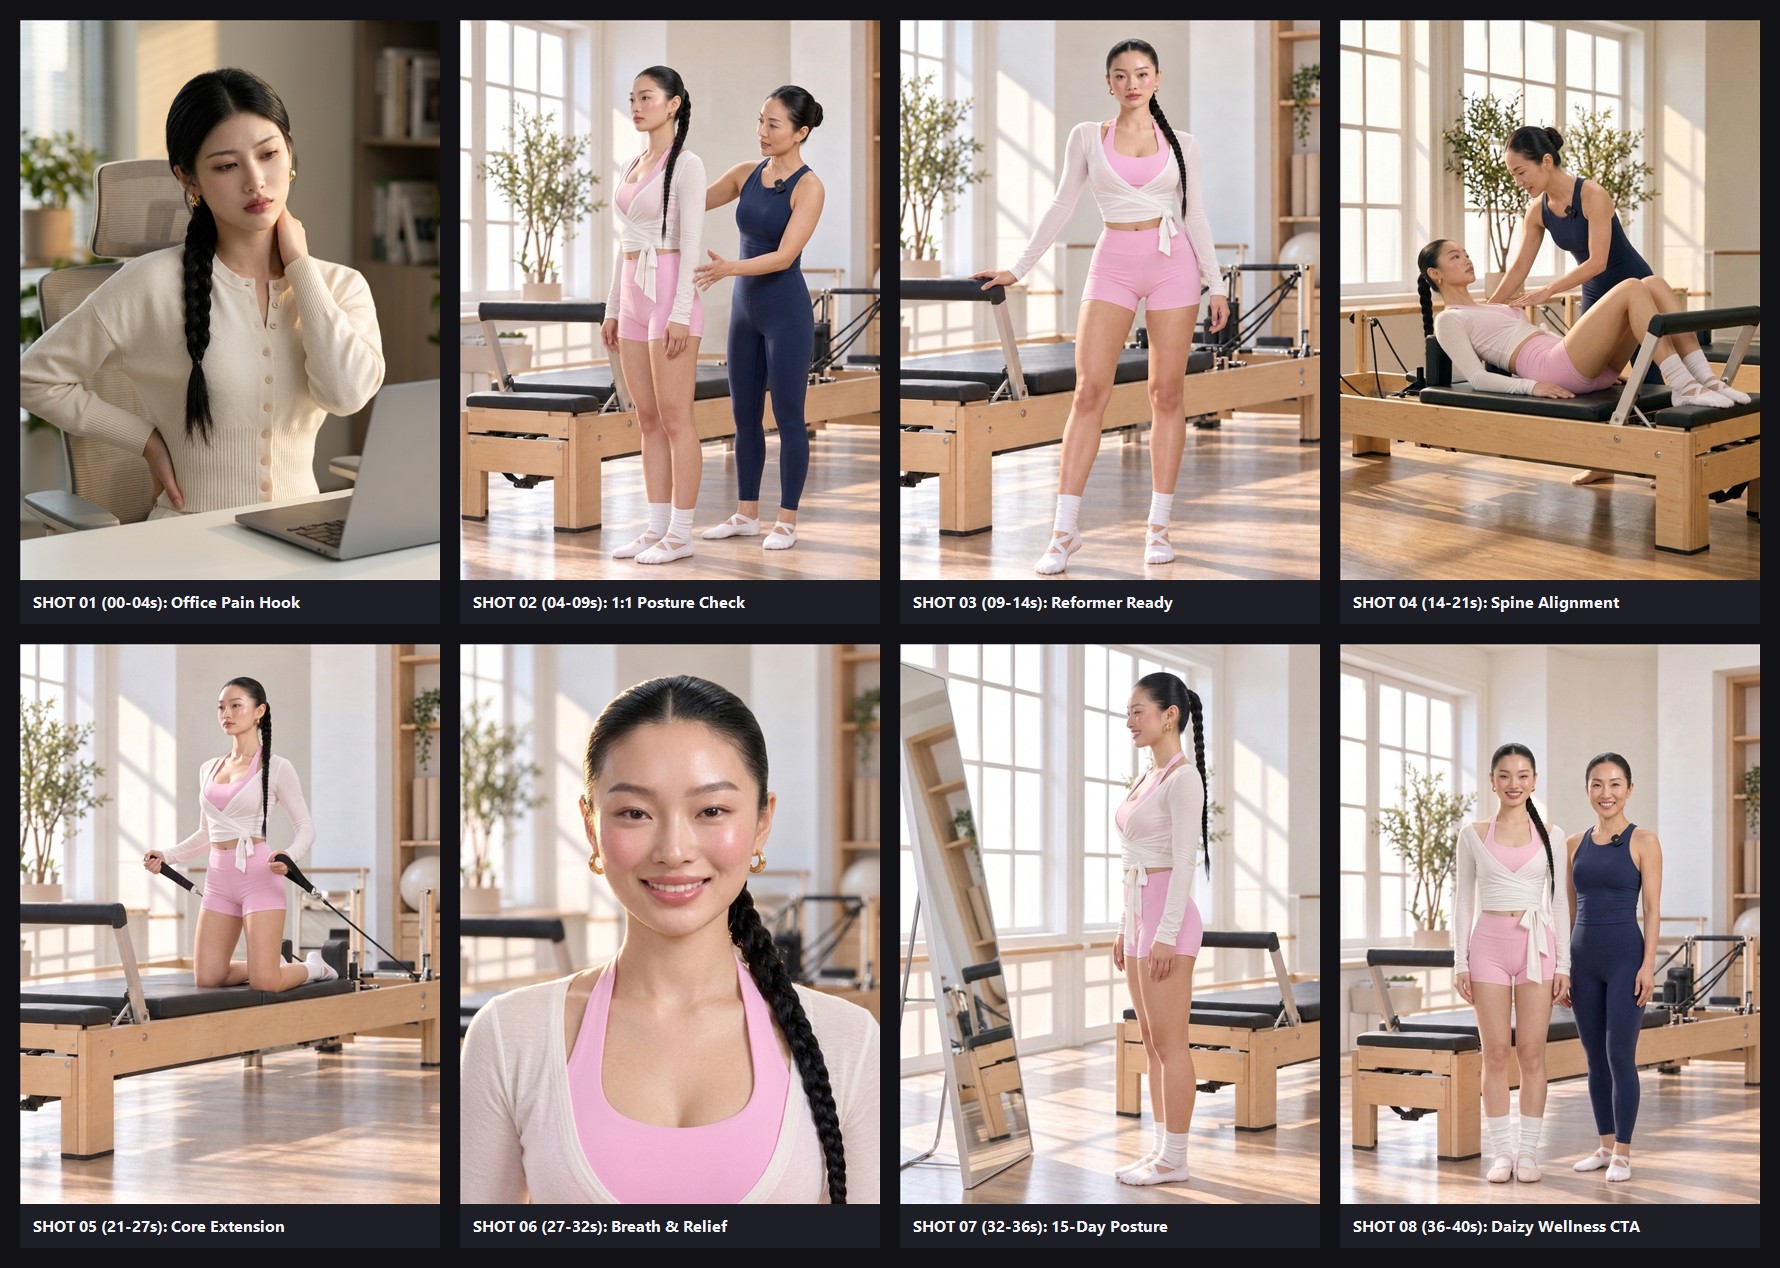 SHOT 01 (00-04s): Office Pain Hook
SHOT 02 (04-09s): 1:1 Posture Check
SHOT 03 (09-14s): Reformer Ready
SHOT 04 (14-21s): Spine Alignment
SHOT 05 (21-27s): Core Extension
SHOT 06 (27-32s): Breath & Relief
SHOT 07 (32-36s): 15-Day Posture
SHOT 08 (36-40s): Daizy Wellness CTA